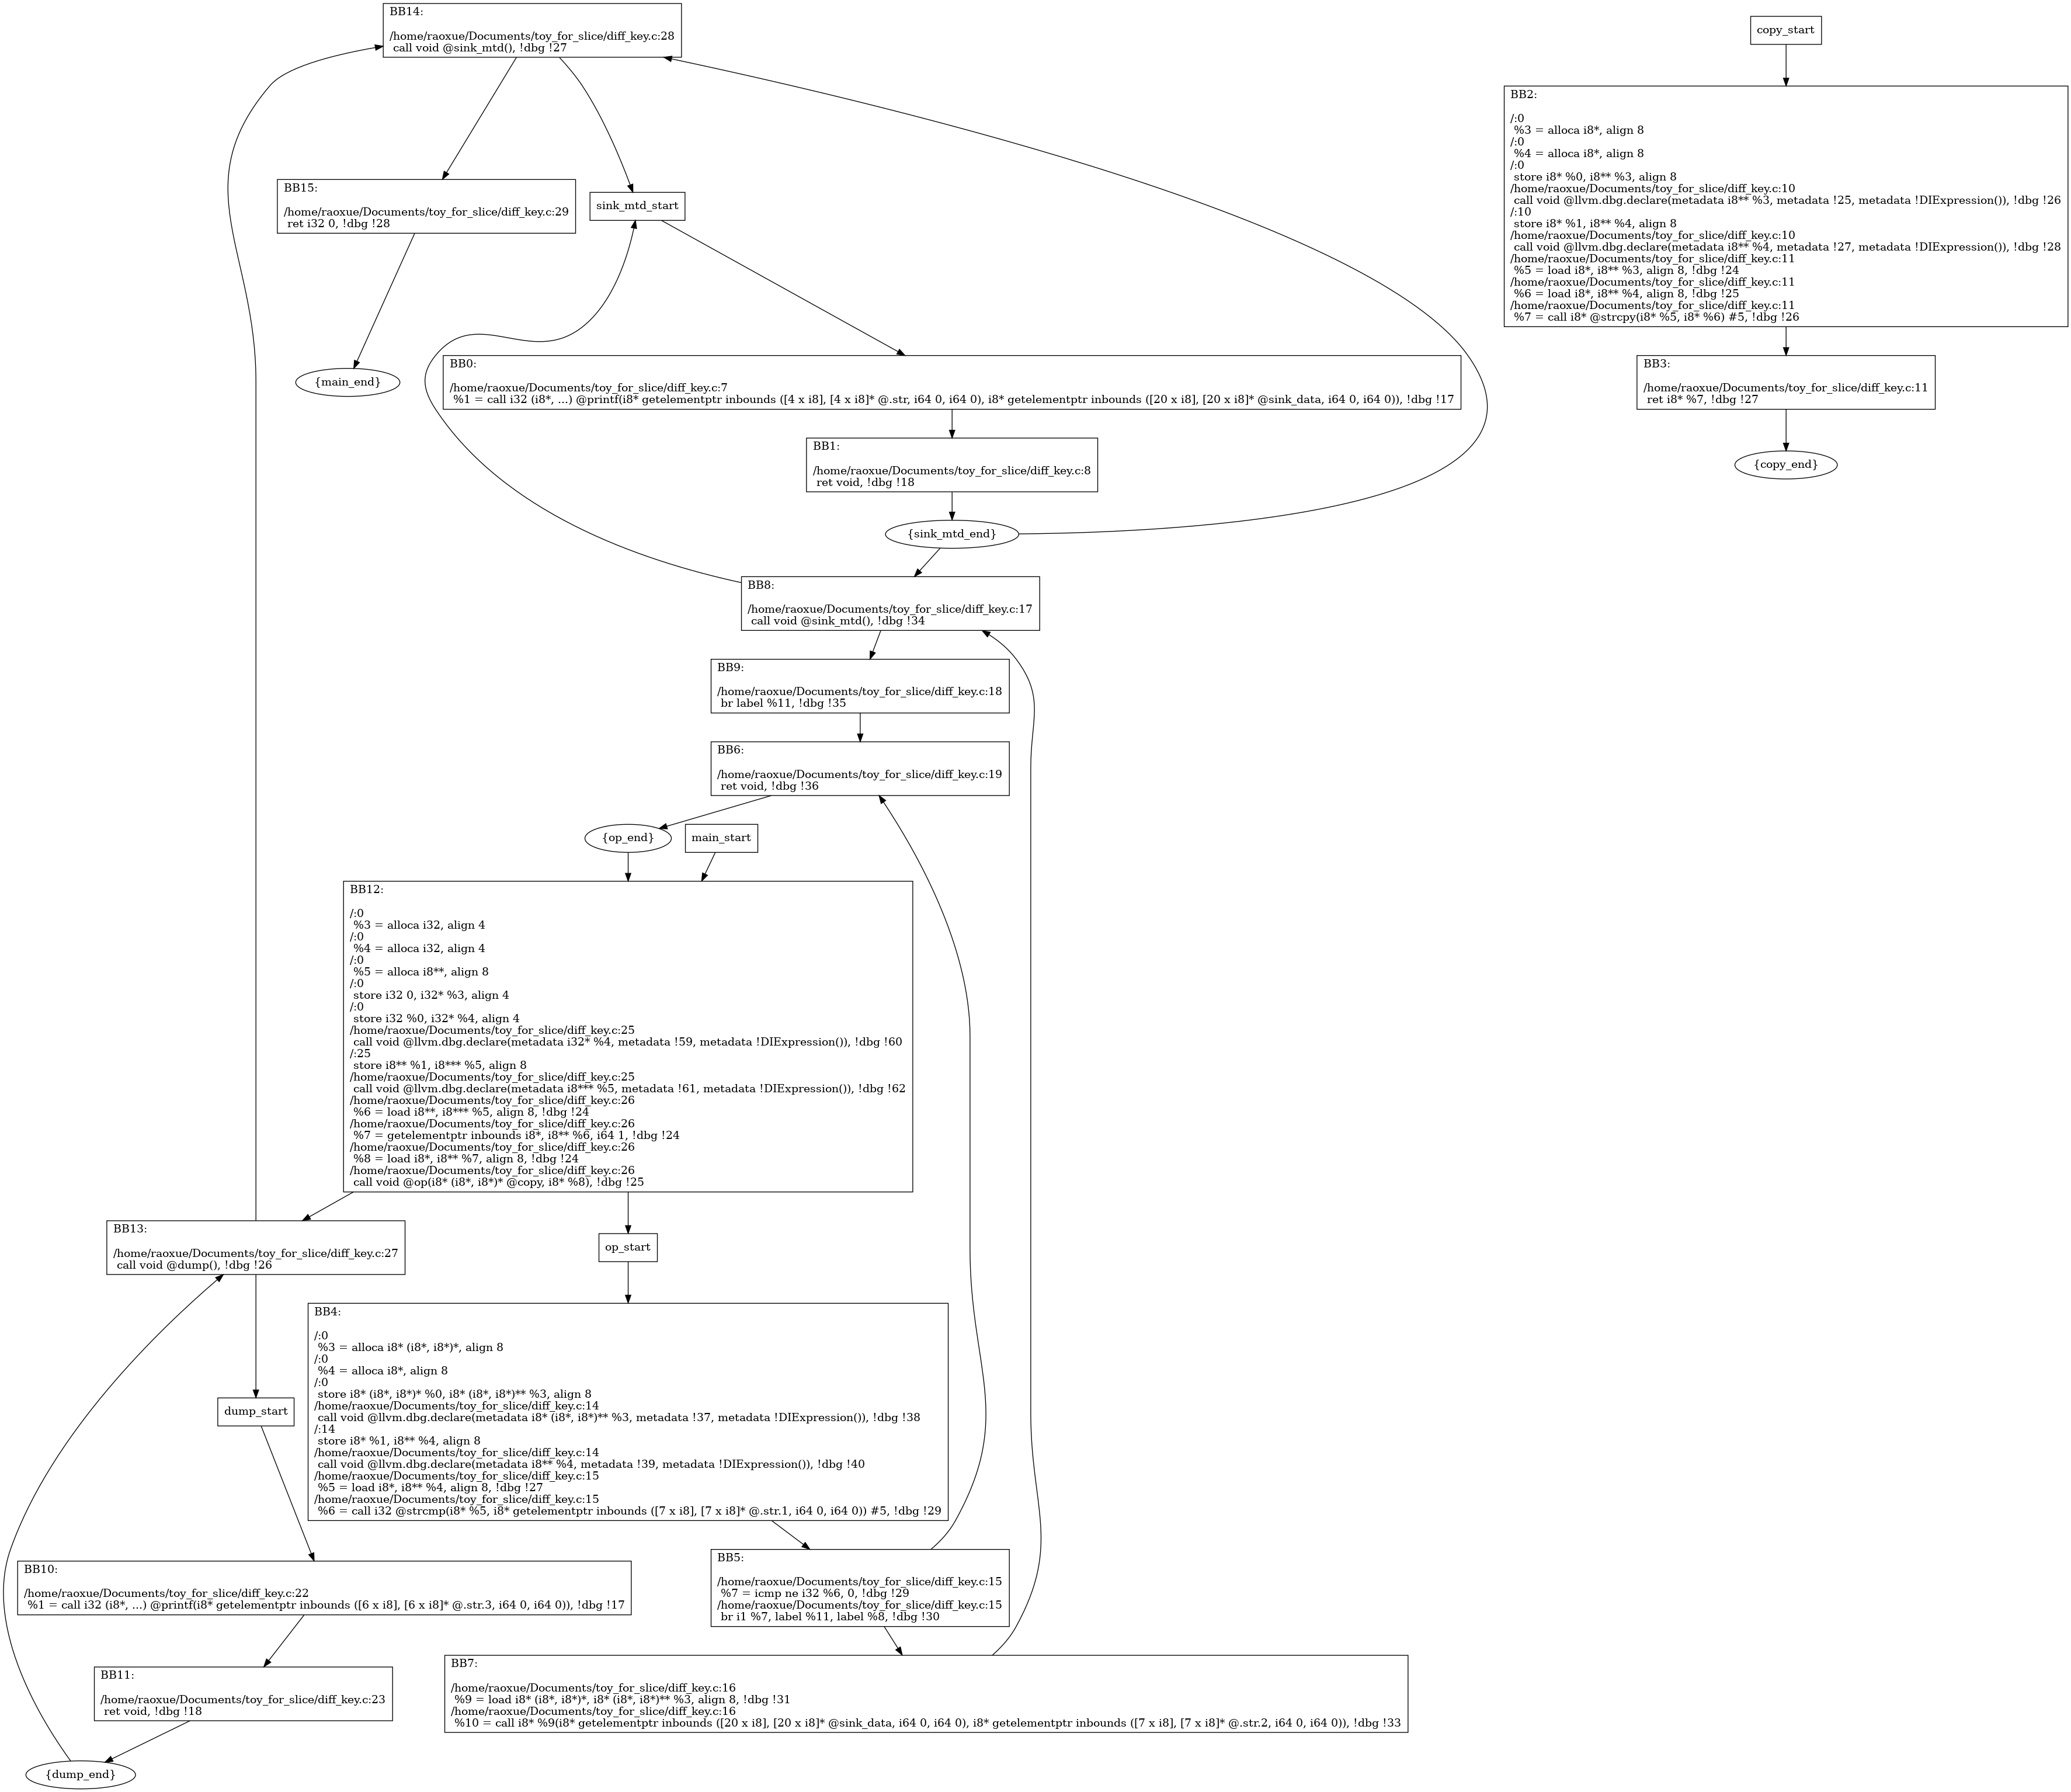 BB14:
/home/raoxue/Documents/toy_for_slice/diff_key.c:28
call void @sink_mtd(), !dbg !27
copy_start
BB2:
/:0
%3 = alloca i8*, align 8
/:0
%4 = alloca i8*, align 8
/:0
store i8* %0, i8** %3, align 8
/home/raoxue/Documents/toy_for_slice/diff_key.c:10
call void @llvm.dbg.declare(metadata i8** %3, metadata !25, metadata !DIExpression()), !dbg !26
/:10
store i8* %1, i8** %4, align 8
/home/raoxue/Documents/toy_for_slice/diff_key.c:10
call void @llvm.dbg.declare(metadata i8** %4, metadata !27, metadata !DIExpression()), !dbg !28
/home/raoxue/Documents/toy_for_slice/diff_key.c:11
%5 = load i8*, i8** %3, align 8, !dbg !24
/home/raoxue/Documents/toy_for_slice/diff_key.c:11
%6 = load i8*, i8** %4, align 8, !dbg !25
/home/raoxue/Documents/toy_for_slice/diff_key.c:11
%7 = call i8* @strcpy(i8* %5, i8* %6) #5, !dbg !26
BB15:
/home/raoxue/Documents/toy_for_slice/diff_key.c:29
ret i32 0, !dbg !28
sink_mtd_start
{main_end}
BB0:
/home/raoxue/Documents/toy_for_slice/diff_key.c:7
%1 = call i32 (i8*, ...) @printf(i8* getelementptr inbounds ([4 x i8], [4 x i8]* @.str, i64 0, i64 0), i8* getelementptr inbounds ([20 x i8], [20 x i8]* @sink_data, i64 0, i64 0)), !dbg !17
BB3:
/home/raoxue/Documents/toy_for_slice/diff_key.c:11
ret i8* %7, !dbg !27
BB1:
/home/raoxue/Documents/toy_for_slice/diff_key.c:8
ret void, !dbg !18
{copy_end}
{sink_mtd_end}
BB8:
/home/raoxue/Documents/toy_for_slice/diff_key.c:17
call void @sink_mtd(), !dbg !34
BB9:
/home/raoxue/Documents/toy_for_slice/diff_key.c:18
br label %11, !dbg !35
BB6:
/home/raoxue/Documents/toy_for_slice/diff_key.c:19
ret void, !dbg !36
{op_end}
main_start
BB12:
/:0
%3 = alloca i32, align 4
/:0
%4 = alloca i32, align 4
/:0
%5 = alloca i8**, align 8
/:0
store i32 0, i32* %3, align 4
/:0
store i32 %0, i32* %4, align 4
/home/raoxue/Documents/toy_for_slice/diff_key.c:25
call void @llvm.dbg.declare(metadata i32* %4, metadata !59, metadata !DIExpression()), !dbg !60
/:25
store i8** %1, i8*** %5, align 8
/home/raoxue/Documents/toy_for_slice/diff_key.c:25
call void @llvm.dbg.declare(metadata i8*** %5, metadata !61, metadata !DIExpression()), !dbg !62
/home/raoxue/Documents/toy_for_slice/diff_key.c:26
%6 = load i8**, i8*** %5, align 8, !dbg !24
/home/raoxue/Documents/toy_for_slice/diff_key.c:26
%7 = getelementptr inbounds i8*, i8** %6, i64 1, !dbg !24
/home/raoxue/Documents/toy_for_slice/diff_key.c:26
%8 = load i8*, i8** %7, align 8, !dbg !24
/home/raoxue/Documents/toy_for_slice/diff_key.c:26
call void @op(i8* (i8*, i8*)* @copy, i8* %8), !dbg !25
BB13:
/home/raoxue/Documents/toy_for_slice/diff_key.c:27
call void @dump(), !dbg !26
op_start
BB4:
/:0
%3 = alloca i8* (i8*, i8*)*, align 8
/:0
%4 = alloca i8*, align 8
/:0
store i8* (i8*, i8*)* %0, i8* (i8*, i8*)** %3, align 8
/home/raoxue/Documents/toy_for_slice/diff_key.c:14
call void @llvm.dbg.declare(metadata i8* (i8*, i8*)** %3, metadata !37, metadata !DIExpression()), !dbg !38
/:14
store i8* %1, i8** %4, align 8
/home/raoxue/Documents/toy_for_slice/diff_key.c:14
call void @llvm.dbg.declare(metadata i8** %4, metadata !39, metadata !DIExpression()), !dbg !40
/home/raoxue/Documents/toy_for_slice/diff_key.c:15
%5 = load i8*, i8** %4, align 8, !dbg !27
/home/raoxue/Documents/toy_for_slice/diff_key.c:15
%6 = call i32 @strcmp(i8* %5, i8* getelementptr inbounds ([7 x i8], [7 x i8]* @.str.1, i64 0, i64 0)) #5, !dbg !29
dump_start
BB5:
/home/raoxue/Documents/toy_for_slice/diff_key.c:15
%7 = icmp ne i32 %6, 0, !dbg !29
/home/raoxue/Documents/toy_for_slice/diff_key.c:15
br i1 %7, label %11, label %8, !dbg !30
BB10:
/home/raoxue/Documents/toy_for_slice/diff_key.c:22
%1 = call i32 (i8*, ...) @printf(i8* getelementptr inbounds ([6 x i8], [6 x i8]* @.str.3, i64 0, i64 0)), !dbg !17
BB7:
/home/raoxue/Documents/toy_for_slice/diff_key.c:16
%9 = load i8* (i8*, i8*)*, i8* (i8*, i8*)** %3, align 8, !dbg !31
/home/raoxue/Documents/toy_for_slice/diff_key.c:16
%10 = call i8* %9(i8* getelementptr inbounds ([20 x i8], [20 x i8]* @sink_data, i64 0, i64 0), i8* getelementptr inbounds ([7 x i8], [7 x i8]* @.str.2, i64 0, i64 0)), !dbg !33
BB11:
/home/raoxue/Documents/toy_for_slice/diff_key.c:23
ret void, !dbg !18
{dump_end}